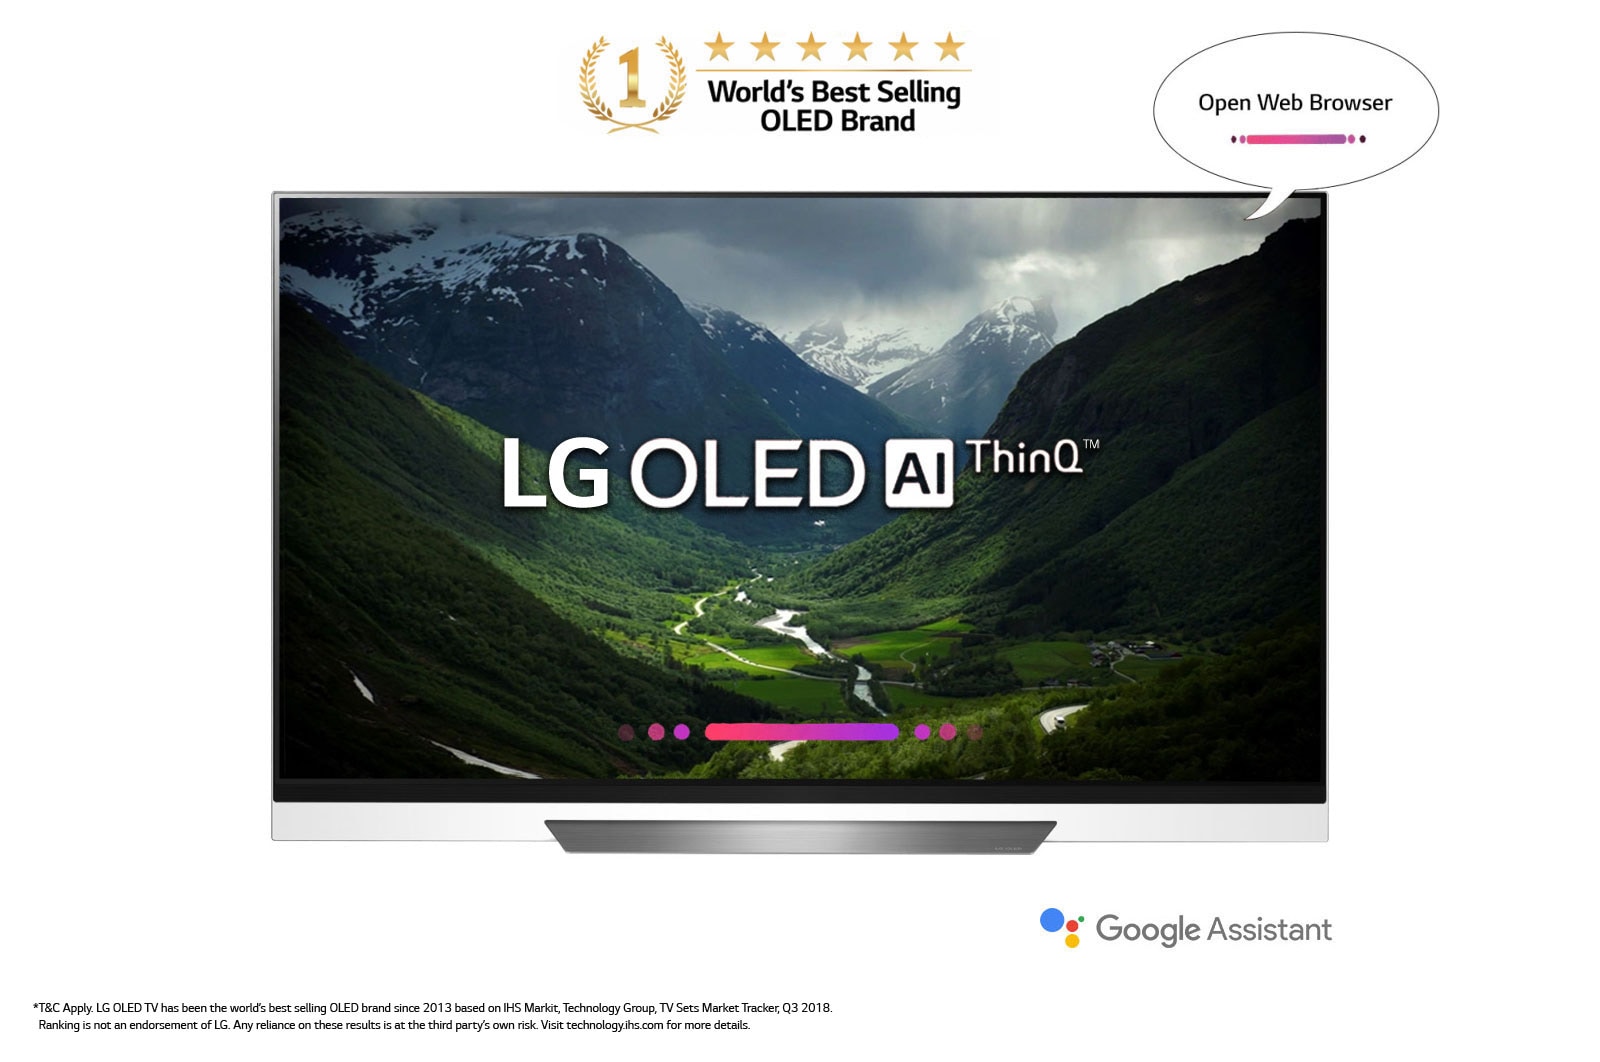 1
World's Best Selling
OLED Brand
Open Web Browser
LG OLED AI ThinQ™
Google Assistant
*T&C Apply. LG OLED TV has been the world's best selling OLED brand since 2013 based on IHS Markit, Technology Group, TV Sets Market Tracker, Q3 2018.
Ranking is not an endorsement of LG. Any reliance on these results is at the third party's own risk. Visit technology.ihs.com for more details.